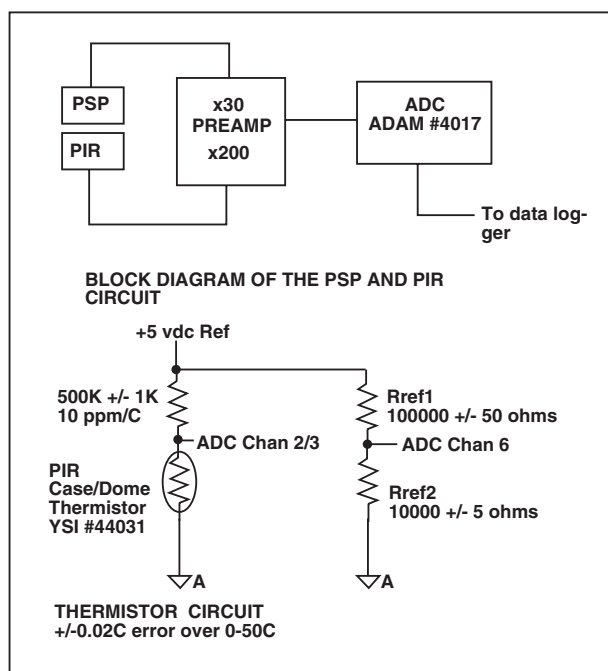 PSP
PIR
x30
PREAMP
x200
ADC
ADAM #4017
To data log-
ger
BLOCK DIAGRAM OF THE PSP AND PIR
CIRCUIT
+5 vdc Ref
500K +/- 1K
10 ppm/C
ADC Chan 2/3
PIR
Case/Dome
Thermistor
YSI #44031
A
Rref1
100000 +/- 50 ohms
ADC Chan 6
Rref2
10000 +/- 5 ohms
A
THERMISTOR CIRCUIT
+/-0.02C error over 0-50C